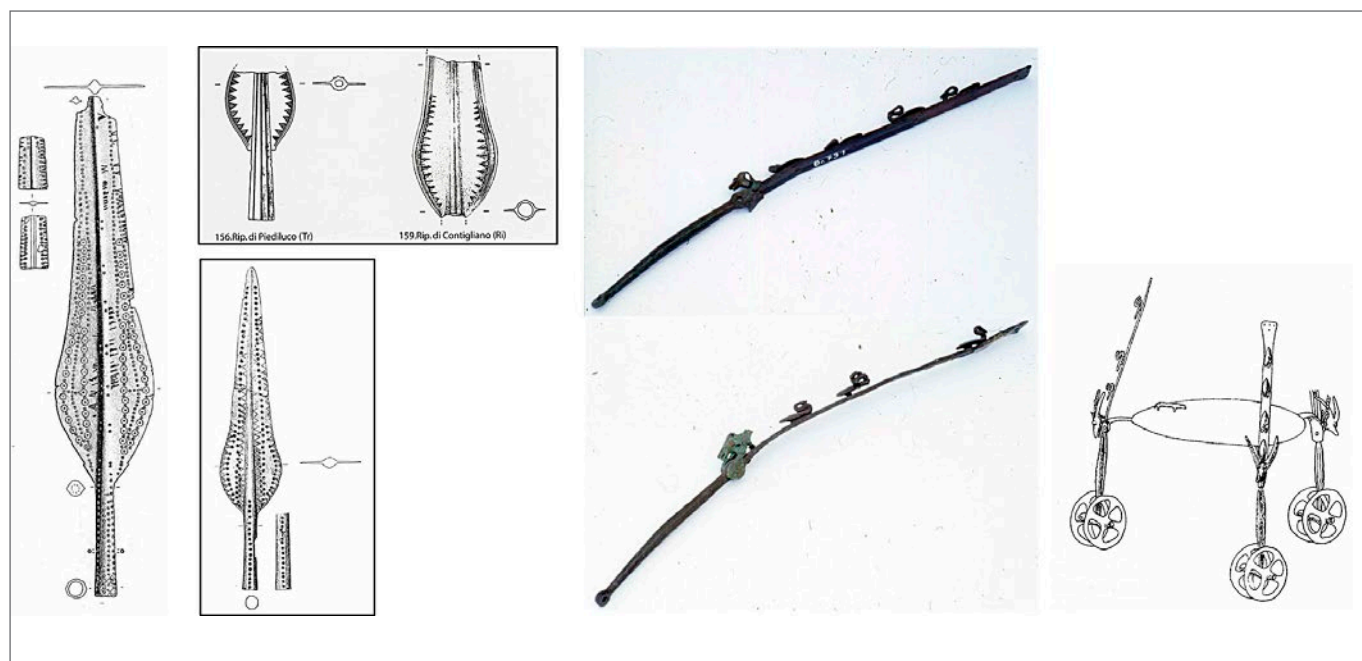 156.Rip. di Piediluco (Tr)
159.Rip. di Contigliano (Ri)